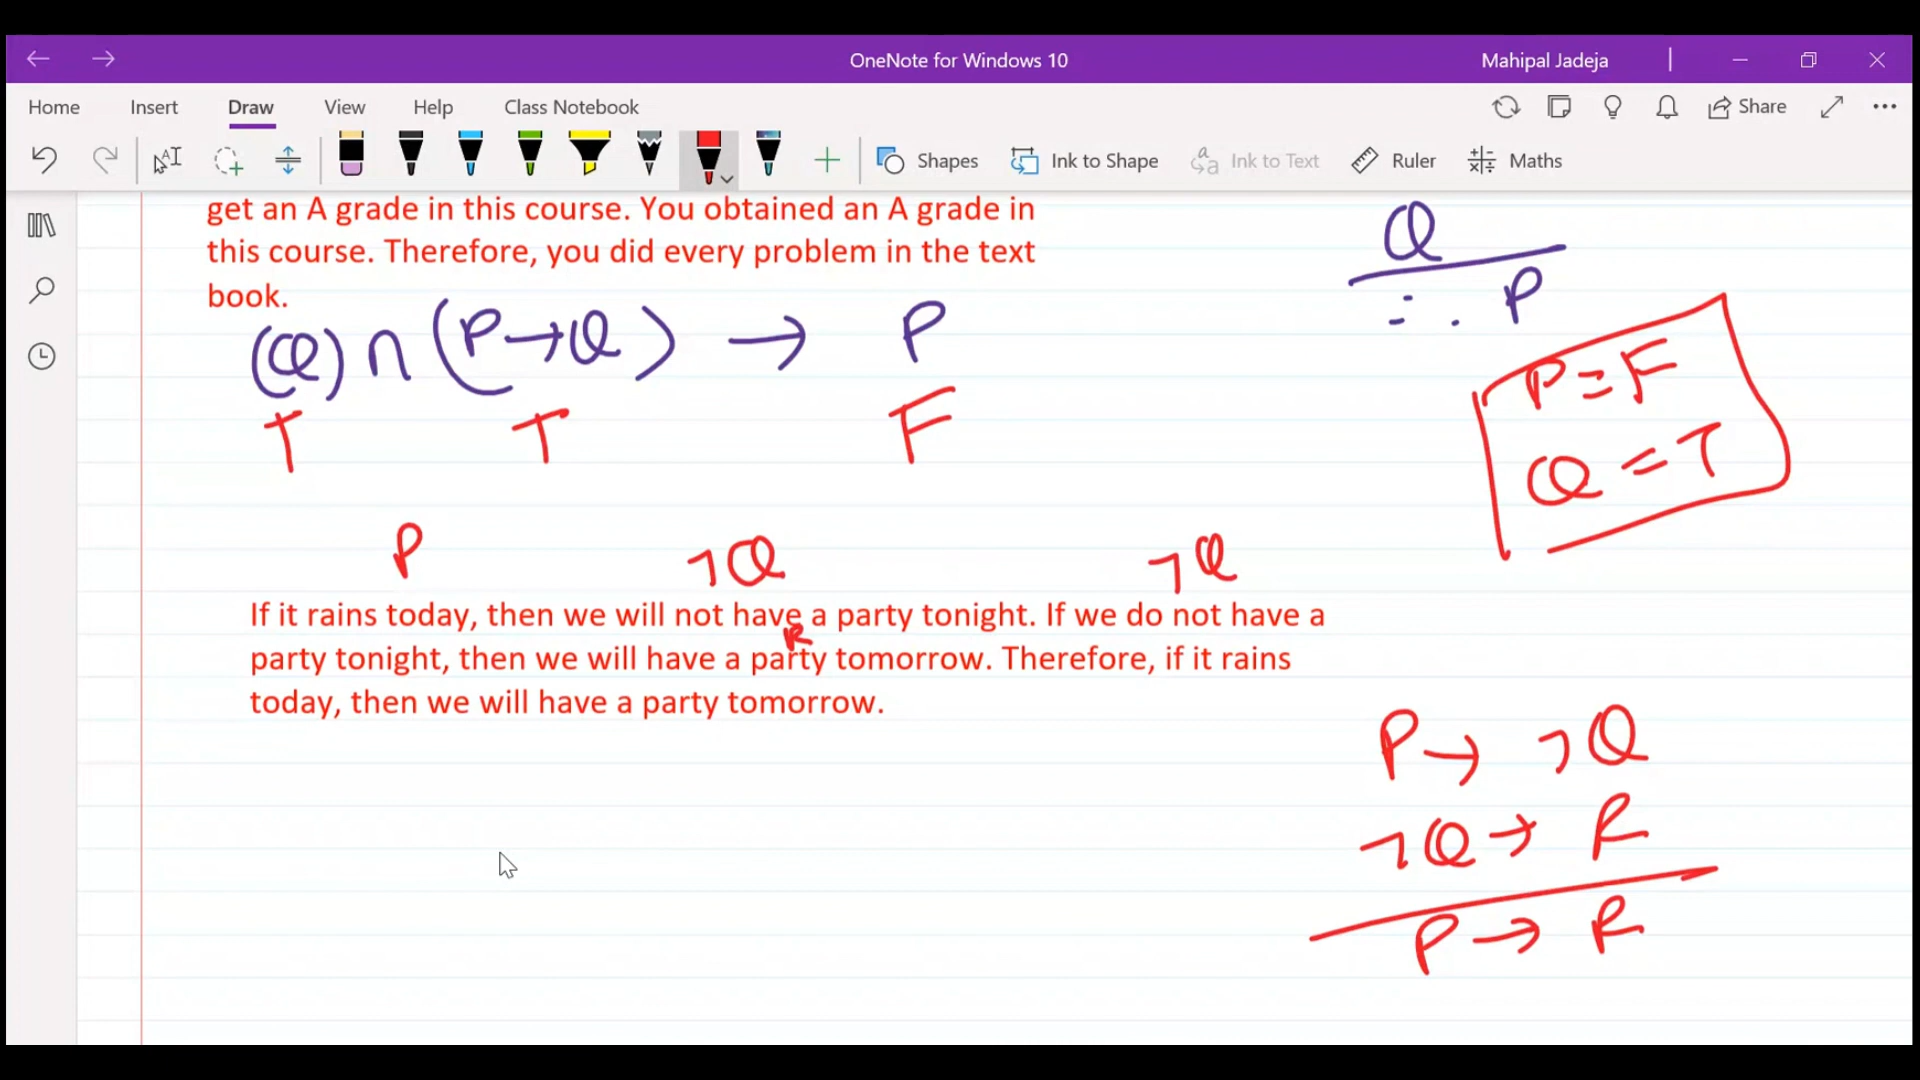 OneNote for Windows 10
Mahipal Jadeja
Home Insert Draw View Help Class Notebook
Share
Shapes Ink to Shape Ink to Text Ruler Maths
get an A grade in this course. You obtained an A grade in
this course. Therefore, you did every problem in the text
book.
Q
∴ P
(Q) ∩ (P→Q) → P
T T F
P = F
Q = T
P ¬Q ¬Q
If it rains today, then we will not have a party tonight. If we do not have a
R
party tonight, then we will have a party tomorrow. Therefore, if it rains
today, then we will have a party tomorrow.
P → ¬Q
¬Q → R
P → R